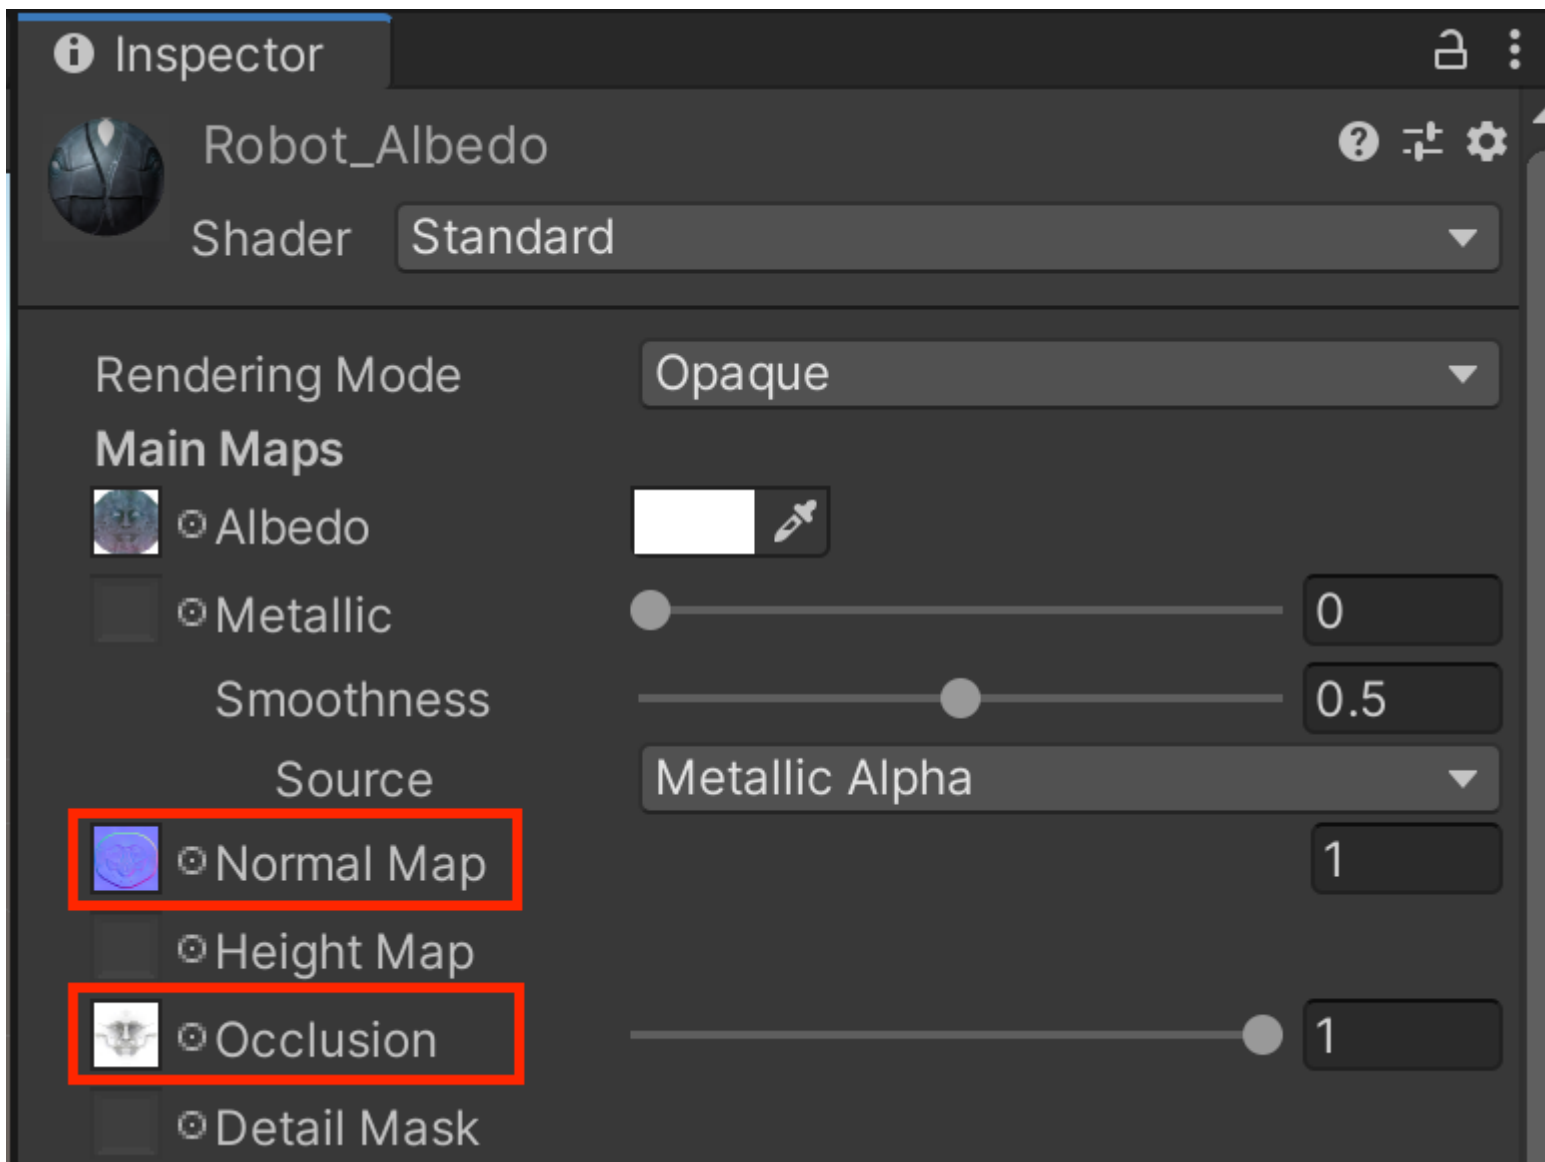 Inspector
Robot_Albedo
Shader Standard
Rendering Mode Opaque
Main Maps
Albedo
Metallic 0
Smoothness 0.5
Source Metallic Alpha
Normal Map 1
Height Map
Occlusion 1
Detail Mask